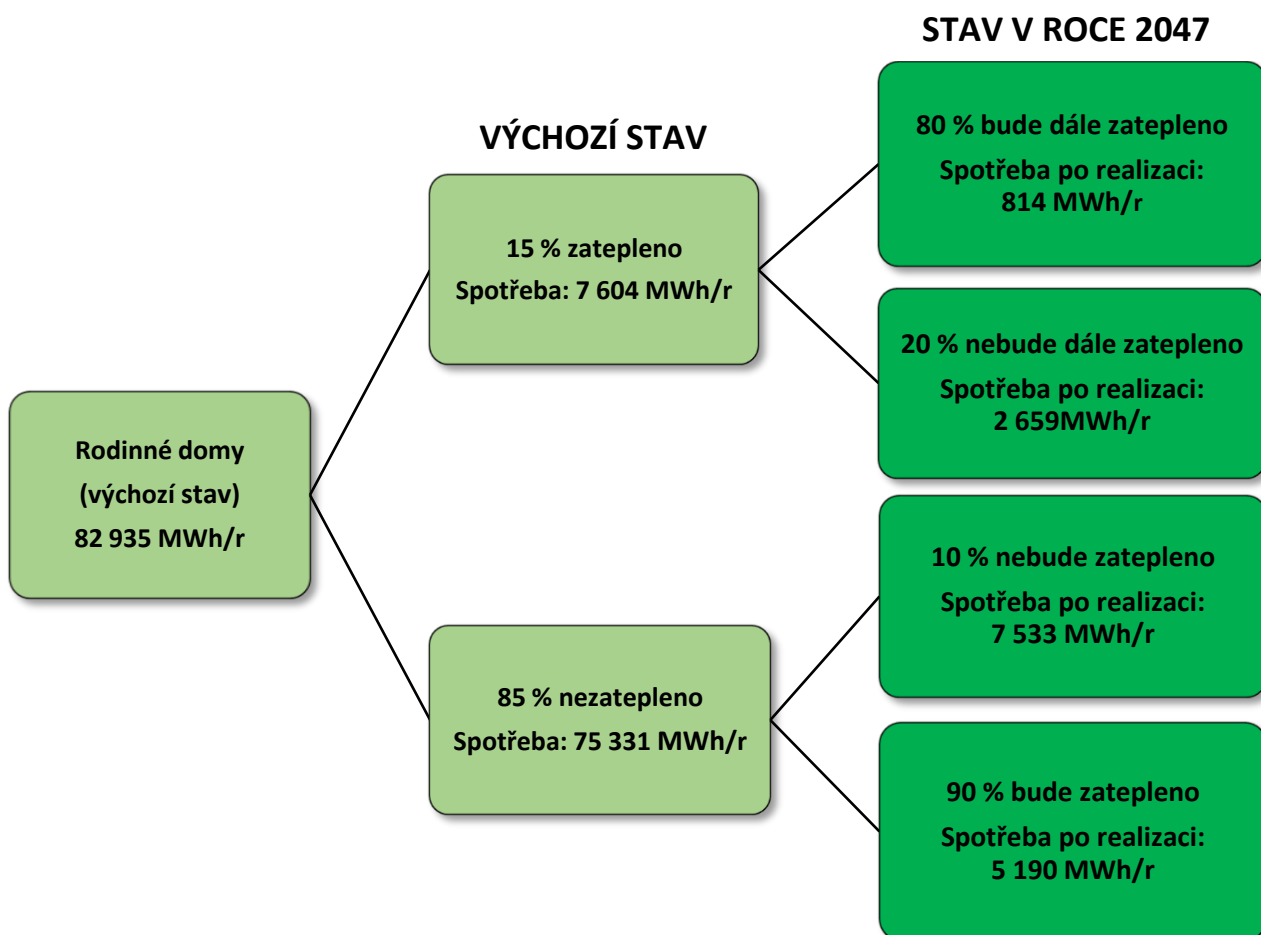 STAV V ROCE 2047
VÝCHOZÍ STAV
Rodinné domy
(výchozí stav)
82 935 MWh/r
15 % zatepleno
Spotřeba: 7 604 MWh/r
85 % nezatepleno
Spotřeba: 75 331 MWh/r
80 % bude dále zatepleno
Spotřeba po realizaci:
814 MWh/r
20 % nebude dále zatepleno
Spotřeba po realizaci:
2 659MWh/r
10 % nebude zatepleno
Spotřeba po realizaci:
7 533 MWh/r
90 % bude zatepleno
Spotřeba po realizaci:
5 190 MWh/r